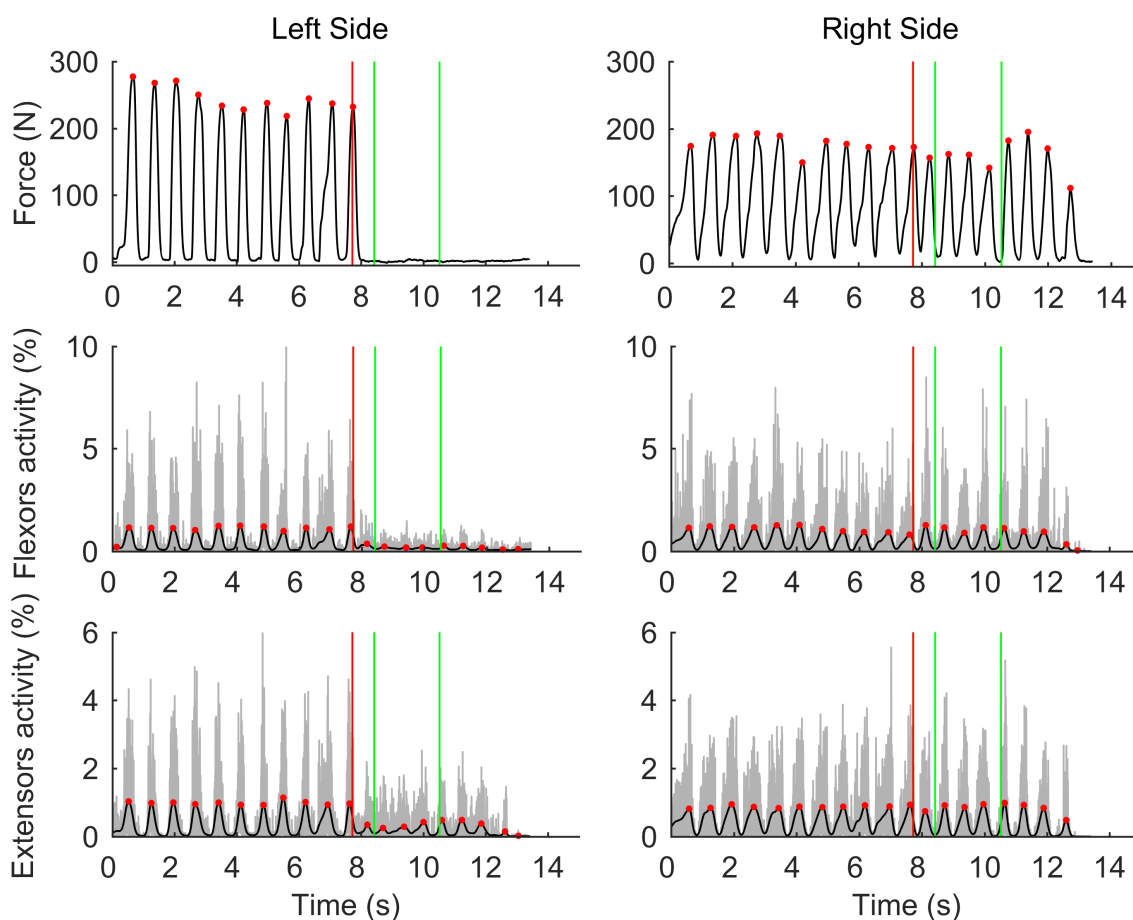 Left Side
Right Side
Force (N)
300
200
100
0
0 2 4 6 8 10 12 14
300
200
100
0
0 2 4 6 8 10 12 14
Flexors activity (%)
10
5
0
0 2 4 6 8 10 12 14
10
5
0
0 2 4 6 8 10 12 14
Extensors activity (%)
6
4
2
0
0 2 4 6 8 10 12 14
Time (s)
6
4
2
0
0 2 4 6 8 10 12 14
Time (s)